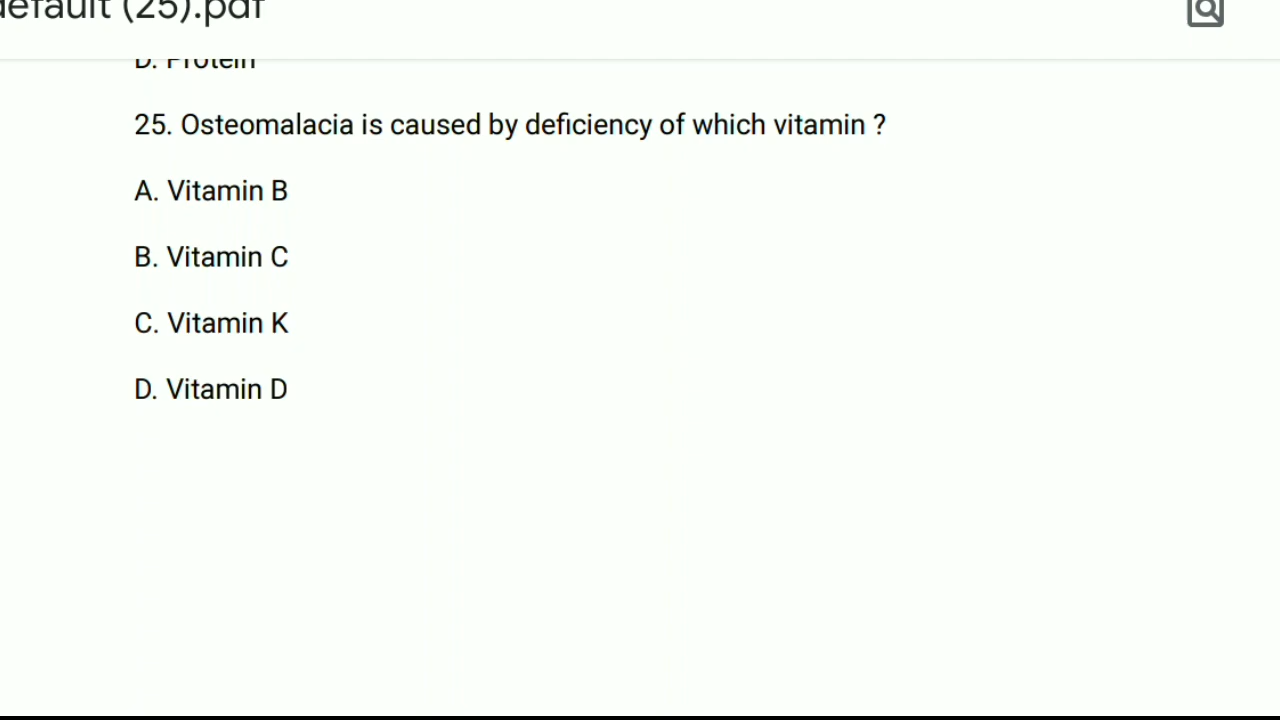 default (25).pdf
D. Protein
25. Osteomalacia is caused by deficiency of which vitamin ?
A. Vitamin B
B. Vitamin C
C. Vitamin K
D. Vitamin D